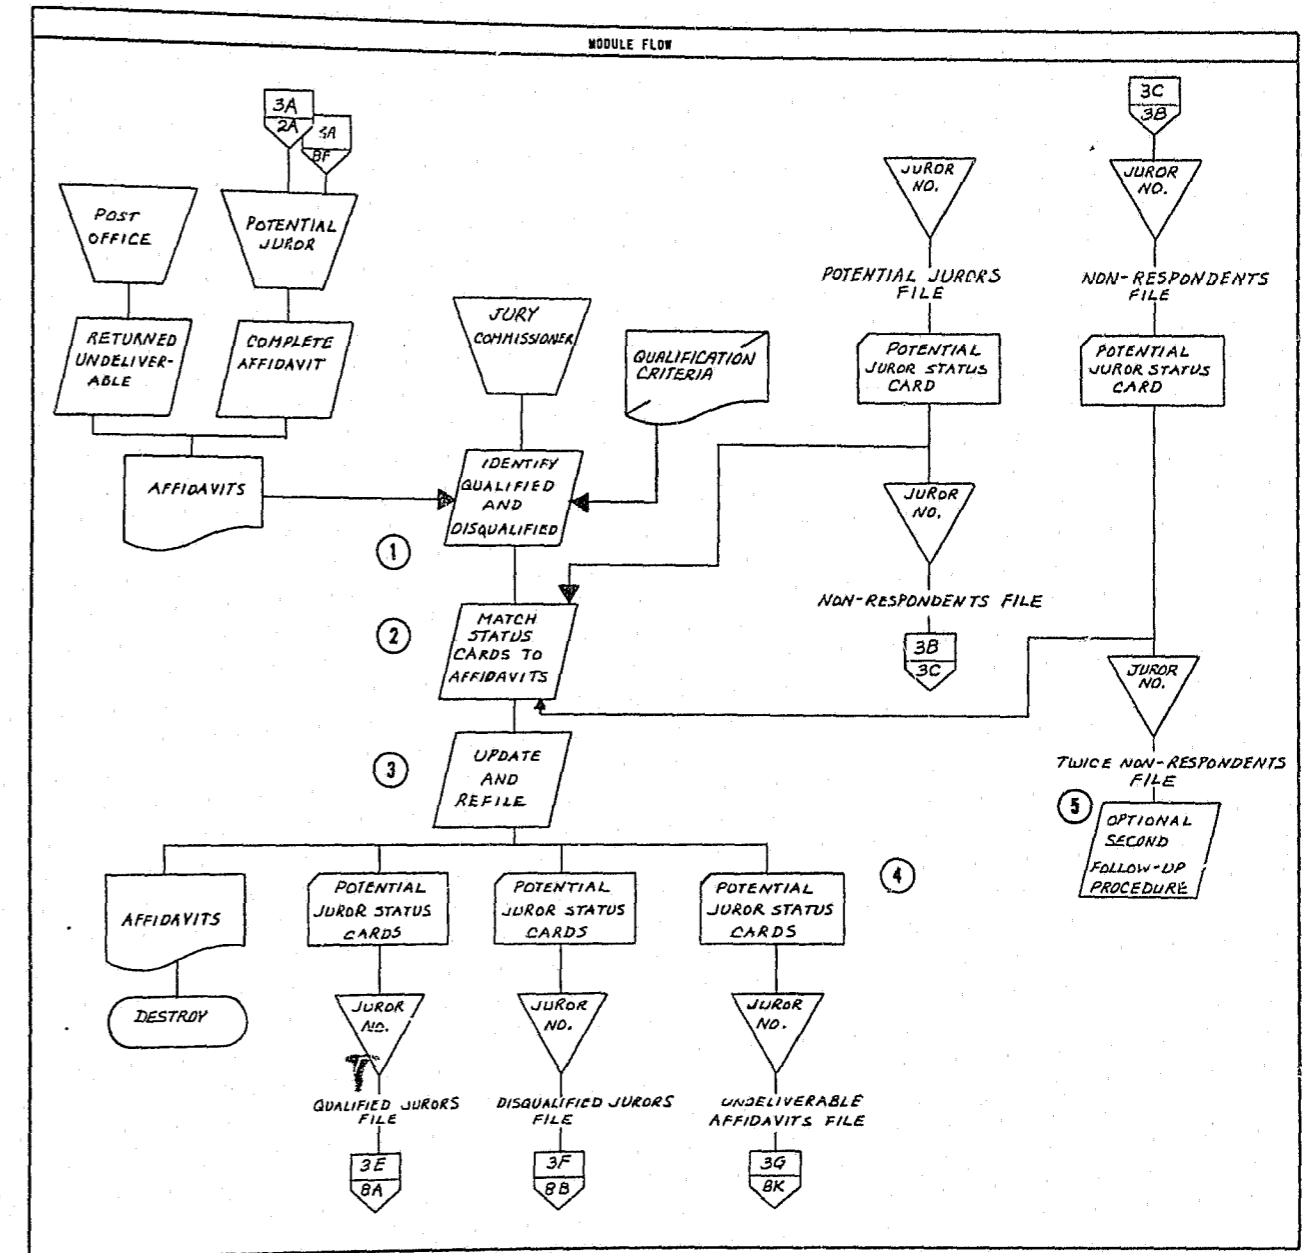 MODULE FLOW
3A
2A
3A
8F
POST
OFFICE
POTENTIAL
JUROR
RETURNED
UNDELIVER-
ABLE
COMPLETE
AFFIDAVIT
AFFIDAVITS
JURY
COMMISSIONER
QUALIFICATION
CRITERIA
IDENTIFY
QUALIFIED
AND
DISQUALIFIED
1
JUROR
NO.
POTENTIAL JURORS
FILE
POTENTIAL
JUROR STATUS
CARD
JUROR
NO.
NON-RESPONDENTS FILE
3B
3C
3C
3B
JUROR
NO.
NON-RESPONDENTS
FILE
POTENTIAL
JUROR STATUS
CARD
JUROR
NO.
TWICE NON-RESPONDENTS
FILE
5
OPTIONAL
SECOND
FOLLOW-UP
PROCEDURE
2
MATCH
STATUS
CARDS TO
AFFIDAVITS
3
UPDATE
AND
REFILE
4
AFFIDAVITS
DESTROY
POTENTIAL
JUROR STATUS
CARDS
JUROR
NO.
QUALIFIED JURORS
FILE
3E
8A
POTENTIAL
JUROR STATUS
CARDS
JUROR
NO.
DISQUALIFIED JURORS
FILE
3F
8B
POTENTIAL
JUROR STATUS
CARDS
JUROR
NO.
UNDELIVERABLE
AFFIDAVITS FILE
3G
8K